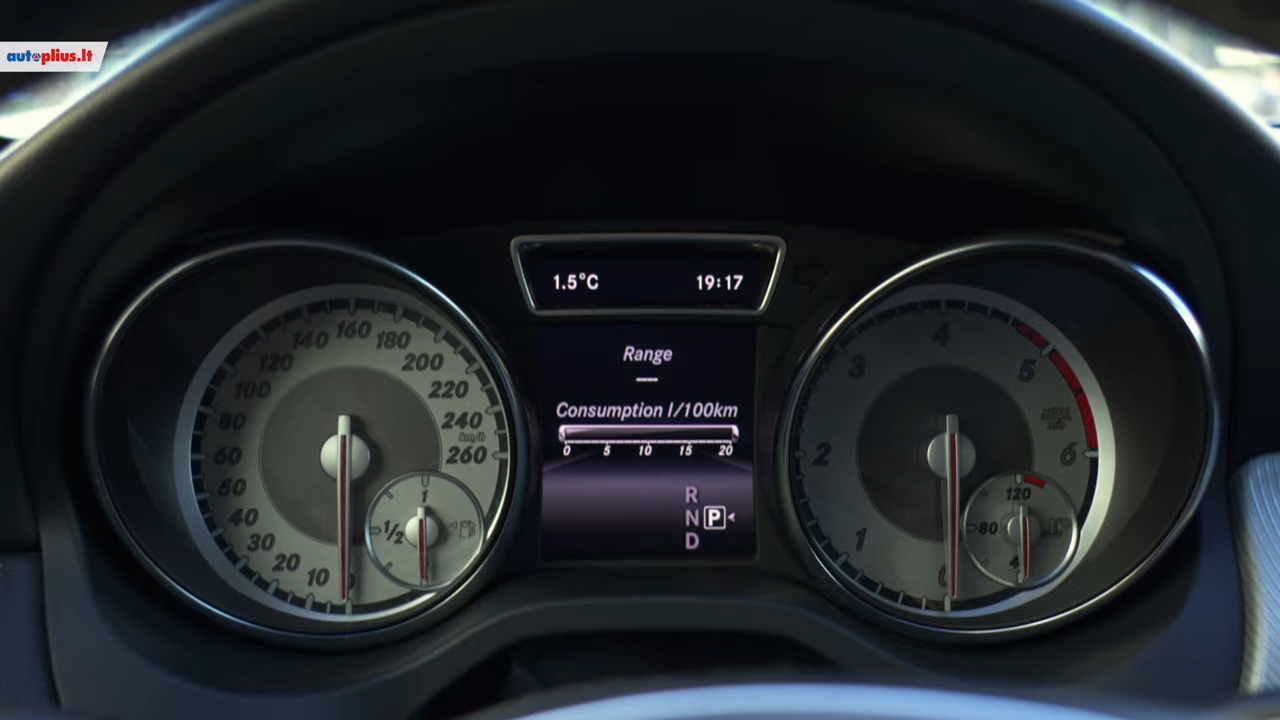 autoplius.lt
1.5°C 19:17
Range
---
Consumption l/100km
0 5 10 15 20
R
N P
D
10 20 30 40 50 60 80 100 120 140 160 180 200 220 240 260
km/h
1
1/2
1 2 3 4 5 6
120
80